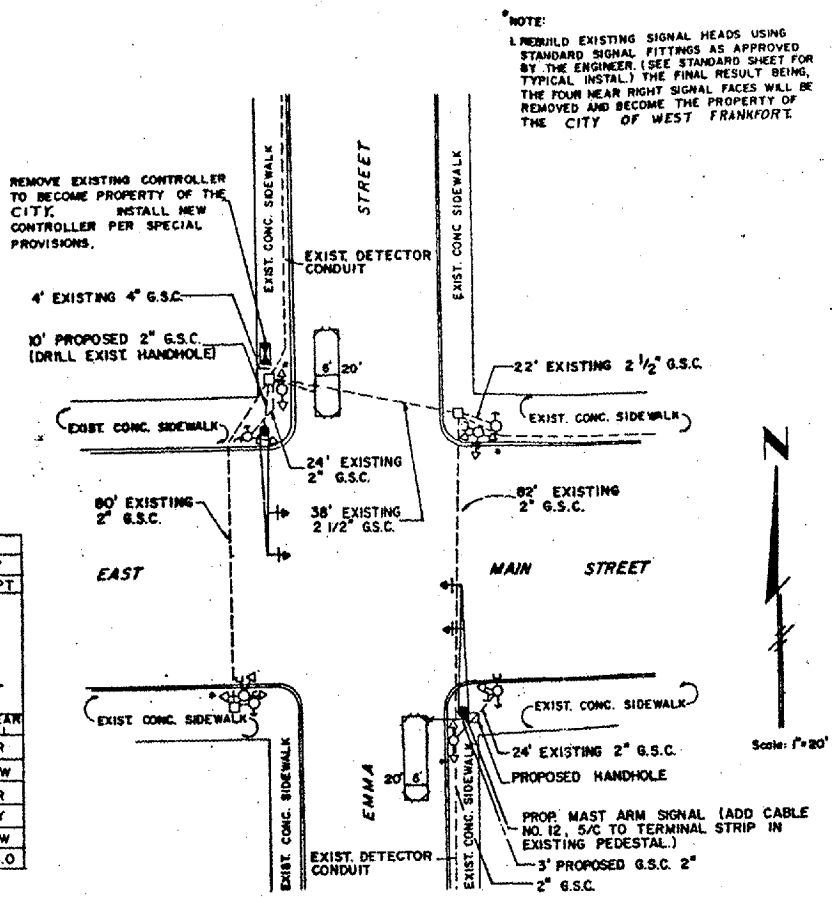 *NOTE:
1. REBUILD EXISTING SIGNAL HEADS USING
STANDARD SIGNAL FITTINGS AS APPROVED
BY THE ENGINEER. (SEE STANDARD SHEET FOR
TYPICAL INSTAL.) THE FINAL RESULT BEING,
THE FOUR NEAR RIGHT SIGNAL FACES WILL BE
REMOVED AND BECOME THE PROPERTY OF
THE CITY OF WEST FRANKFORT.
REMOVE EXISTING CONTROLLER
TO BECOME PROPERTY OF THE
CITY. INSTALL NEW
CONTROLLER PER SPECIAL
PROVISIONS.
EXIST. CONC. SIDEWALK
STREET
EXIST. CONC. SIDEWALK
EXIST. DETECTOR
CONDUIT
4' EXISTING 4" G.S.C.
10' PROPOSED 2" G.S.C.
(DRILL EXIST. HANDHOLE)
6' 20'
22' EXISTING 2 1/2" G.S.C.
EXIST. CONC. SIDEWALK
EXIST. CONC. SIDEWALK
24' EXISTING
2" G.S.C.
80' EXISTING
2" G.S.C.
38' EXISTING
2 1/2" G.S.C.
82' EXISTING
2" G.S.C.
N
EAST
MAIN STREET
EXIST. CONC. SIDEWALK
EXIST. CONC. SIDEWALK
Scale: 1"=20'
24' EXISTING 2" G.S.C.
PROPOSED HANDHOLE
20' 6'
EMMA
EXIST. CONC. SIDEWALK
EXIST. CONC. SIDEWALK
PROP. MAST ARM SIGNAL (ADD CABLE
NO. 12, 5/C TO TERMINAL STRIP IN
EXISTING PEDESTAL.)
3' PROPOSED G.S.C. 2"
2" G.S.C.
EXIST. DETECTOR
CONDUIT